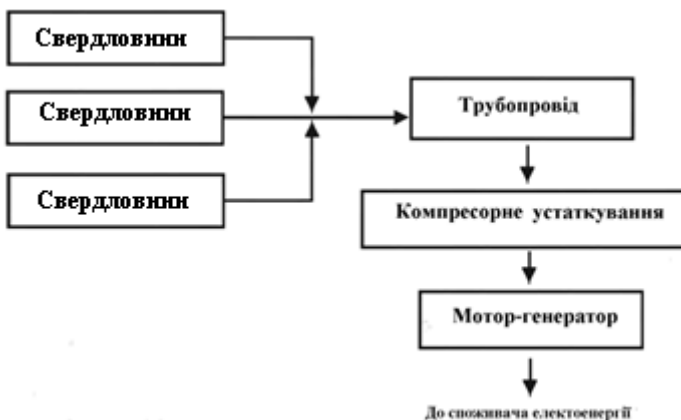 Свердловини
Свердловини
Свердловини
Трубопровід
Компресорне устаткування
Мотор-генератор
До споживача електоенергії